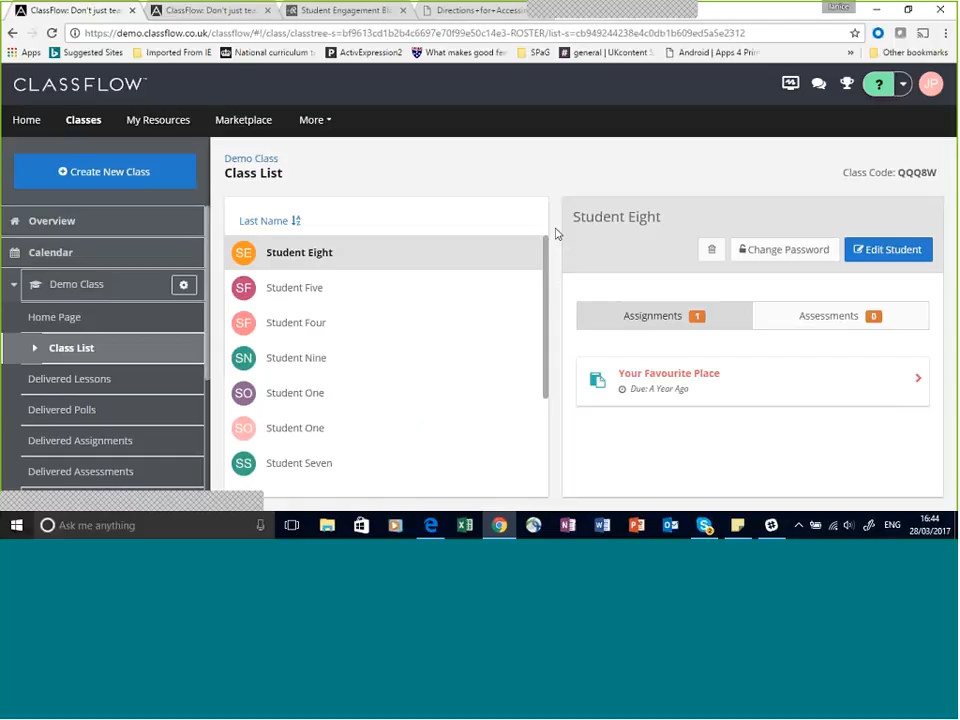 ClassFlow: Don't just tea
ClassFlow: Don't just te
Student Engagement Bl
Directions+for+Accessin
Janice
https://demo.classflow.co.uk/classflow/#!/class/classtree-s=bf9613cd1b2b4c6697e70f99e50c14e3-ROSTER/list-s=cb949244238e4c0db1b609ed5a5e2312
Apps Suggested Sites Imported From IE National curriculum ActivExpression2 What makes good fe SPaG general | UKcontent Android | Apps 4 Prim » Other bookmarks
CLASSFLOW
? JP
Home Classes My Resources Marketplace More
Create New Class
Demo Class
Class List
Class Code: QQQ8W
Overview
Calendar
Demo Class
Home Page
Class List
Delivered Lessons
Delivered Polls
Delivered Assignments
Delivered Assessments
Last Name
SE Student Eight
SF Student Five
SF Student Four
SN Student Nine
SO Student One
SO Student One
SS Student Seven
Student Eight
Change Password Edit Student
Assignments 1 Assessments 0
Your Favourite Place
Due: A Year Ago
Ask me anything
ENG
16:44
28/03/2017